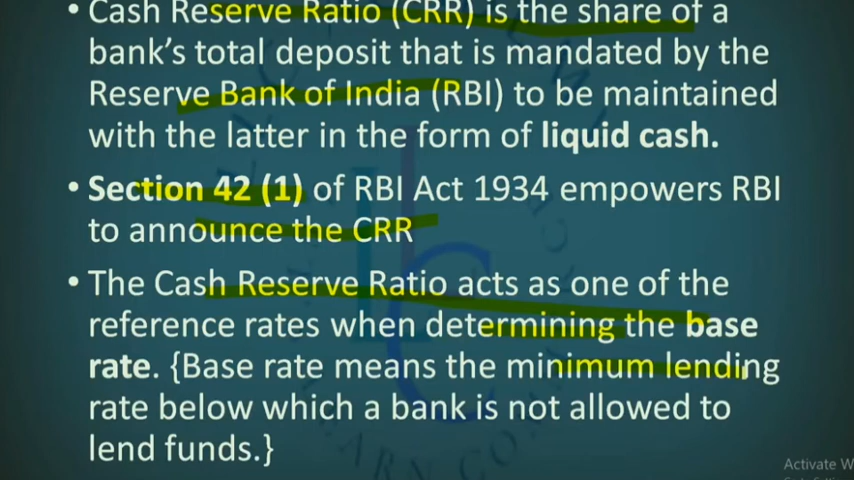 • Cash Reserve Ratio (CRR) is the share of a
bank's total deposit that is mandated by the
Reserve Bank of India (RBI) to be maintained
with the latter in the form of liquid cash.
• Section 42 (1) of RBI Act 1934 empowers RBI
to announce the CRR
• The Cash Reserve Ratio acts as one of the
reference rates when determining the base
rate. {Base rate means the minimum lending
rate below which a bank is not allowed to
lend funds.}
Activate W